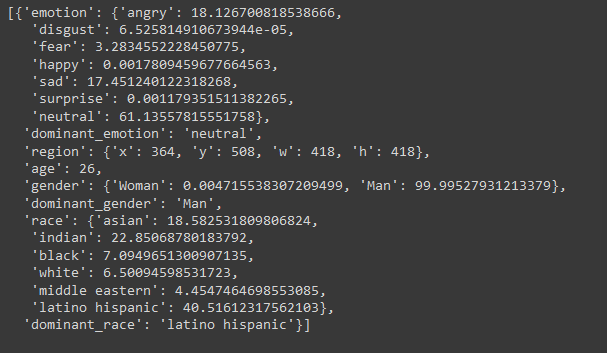 [{'emotion': {'angry': 18.126700818538666,
'disgust': 6.525814910673944e-05,
'fear': 3.2834552228450775,
'happy': 0.0017809459677664563,
'sad': 17.451240122318268,
'surprise': 0.001179351511382265,
'neutral': 61.13557815551758},
'dominant_emotion': 'neutral',
'region': {'x': 364, 'y': 508, 'w': 418, 'h': 418},
'age': 26,
'gender': {'Woman': 0.004715538307209499, 'Man': 99.99527931213379},
'dominant_gender': 'Man',
'race': {'asian': 18.582531809806824,
'indian': 22.85068780183792,
'black': 7.0949651300907135,
'white': 6.50094598531723,
'middle eastern': 4.4547464698553085,
'latino hispanic': 40.51612317562103},
'dominant_race': 'latino hispanic'}]